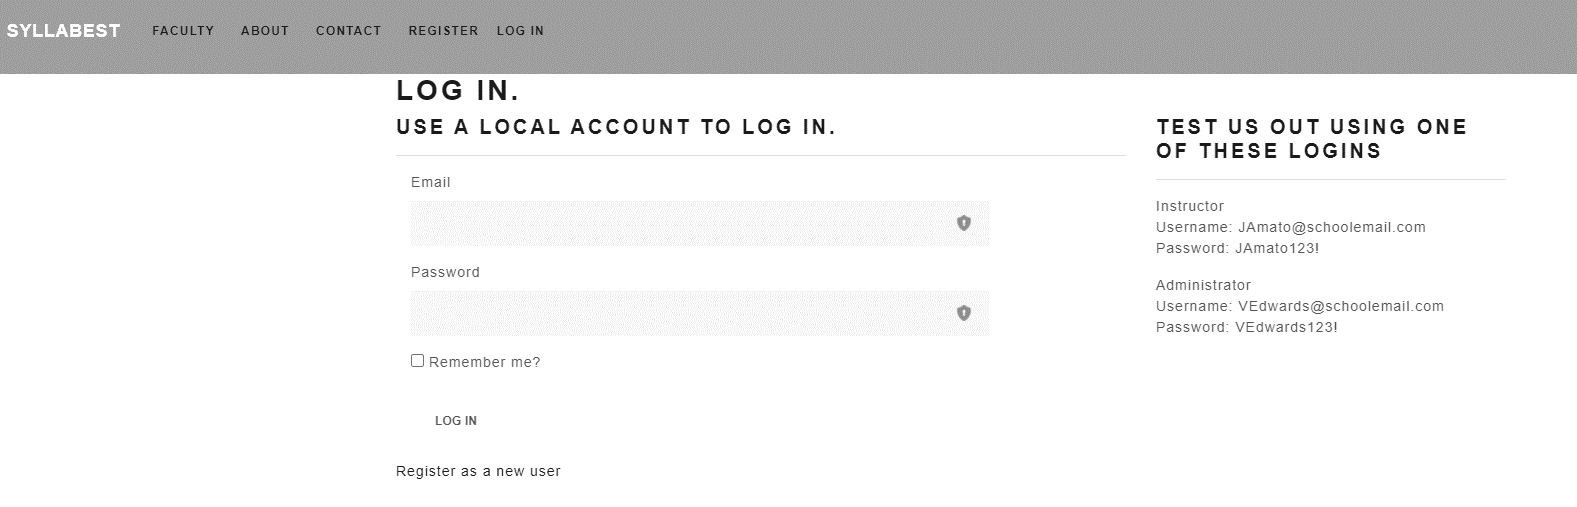 SYLLABEST FACULTY ABOUT CONTACT REGISTER LOG IN
LOG IN.
USE A LOCAL ACCOUNT TO LOG IN.
Email
Password
Remember me?
LOG IN
Register as a new user
TEST US OUT USING ONE
OF THESE LOGINS
Instructor
Username: JAmato@schoolemail.com
Password: JAmato123!
Administrator
Username: VEdwards@schoolemail.com
Password: VEdwards123!